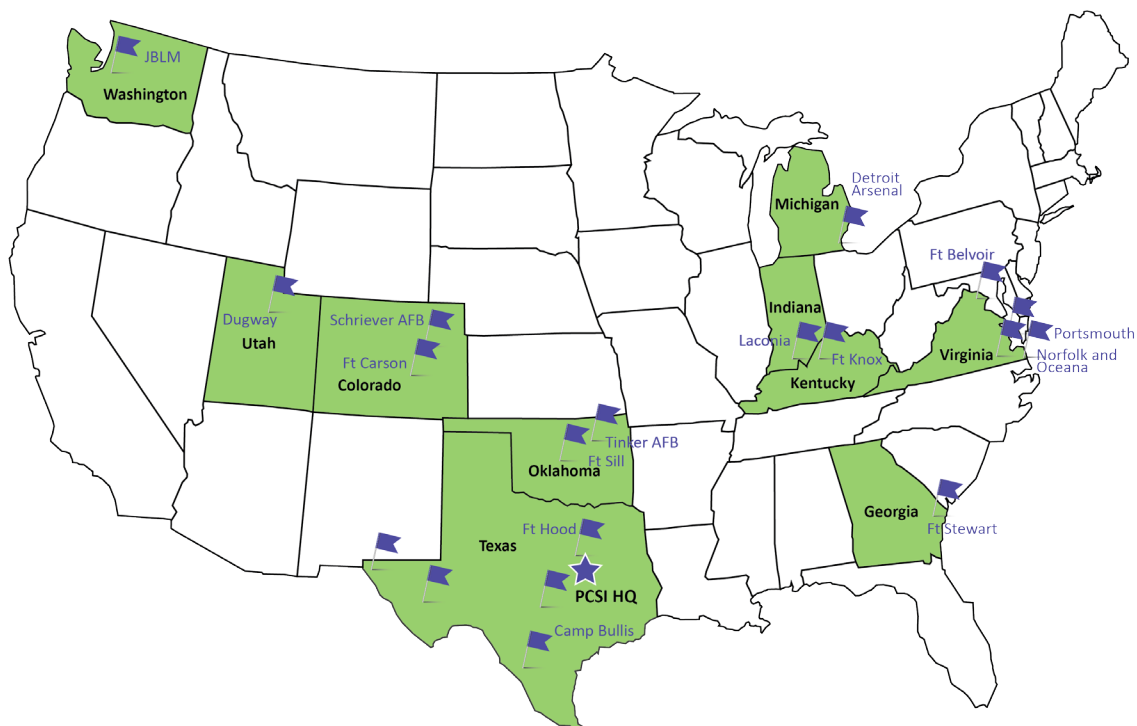 JBLM
Washington
Detroit
Arsenal
Michigan
Ft Belvoir
Dugway
Utah
Schriever AFB
Ft Carson
Colorado
Indiana
Laconia
Ft Knox
Kentucky
Virginia
Portsmouth
Norfolk and
Oceana
Tinker AFB
Ft Sill
Oklahoma
Georgia
Ft Stewart
Ft Hood
Texas
PCSI HQ
Camp Bullis